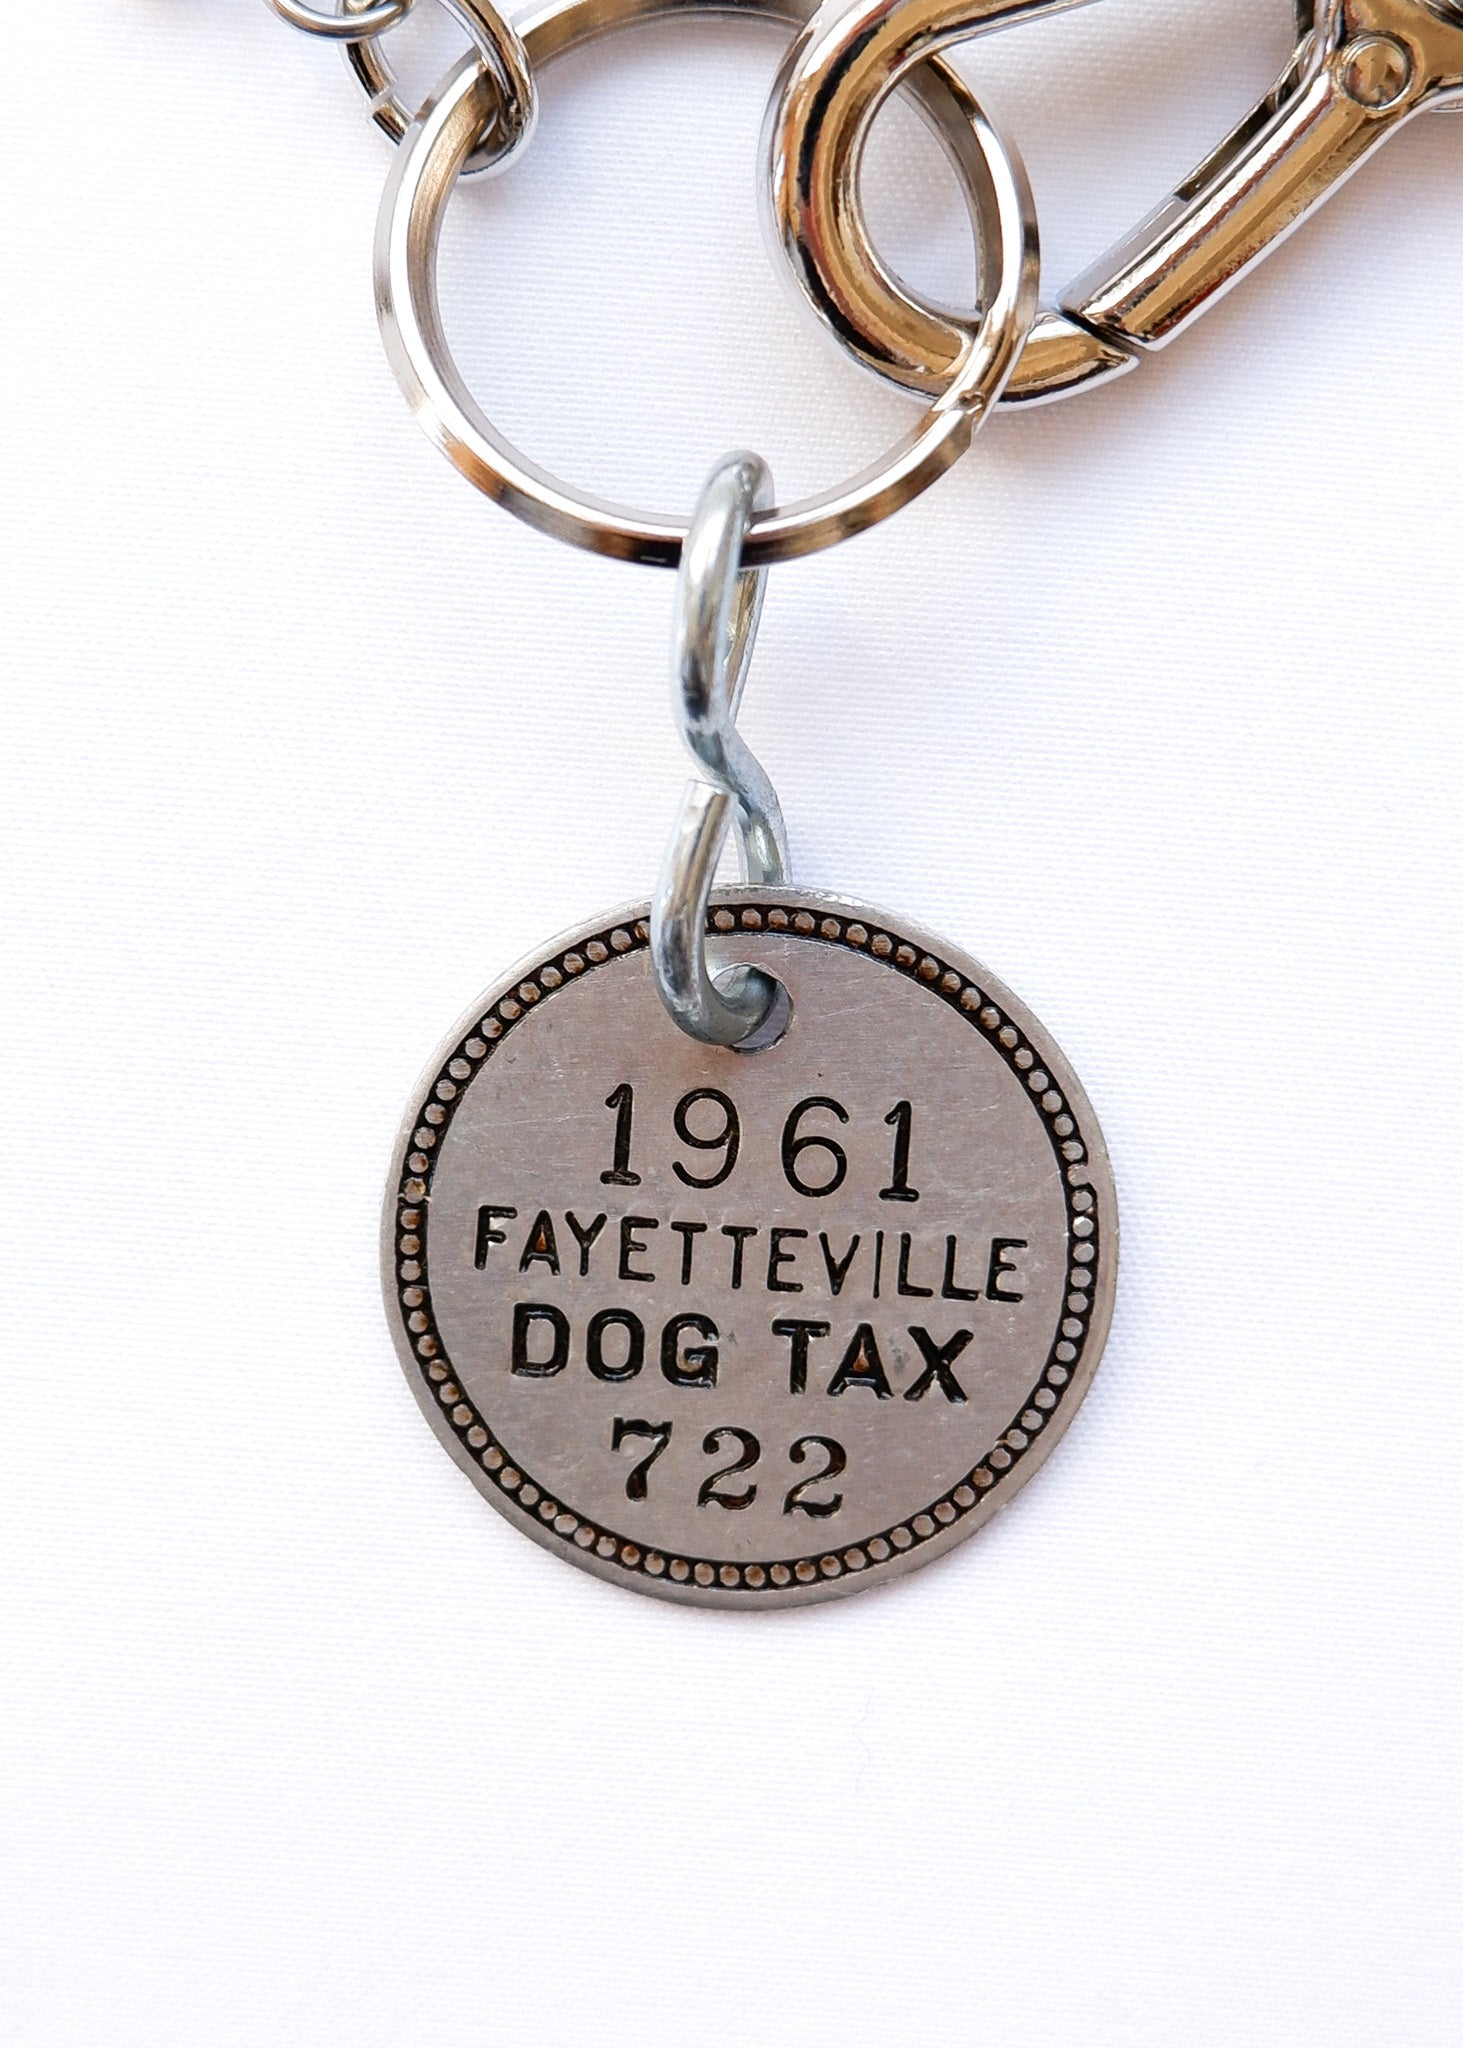 1961
FAYETTEVILLE
DOG TAX
722